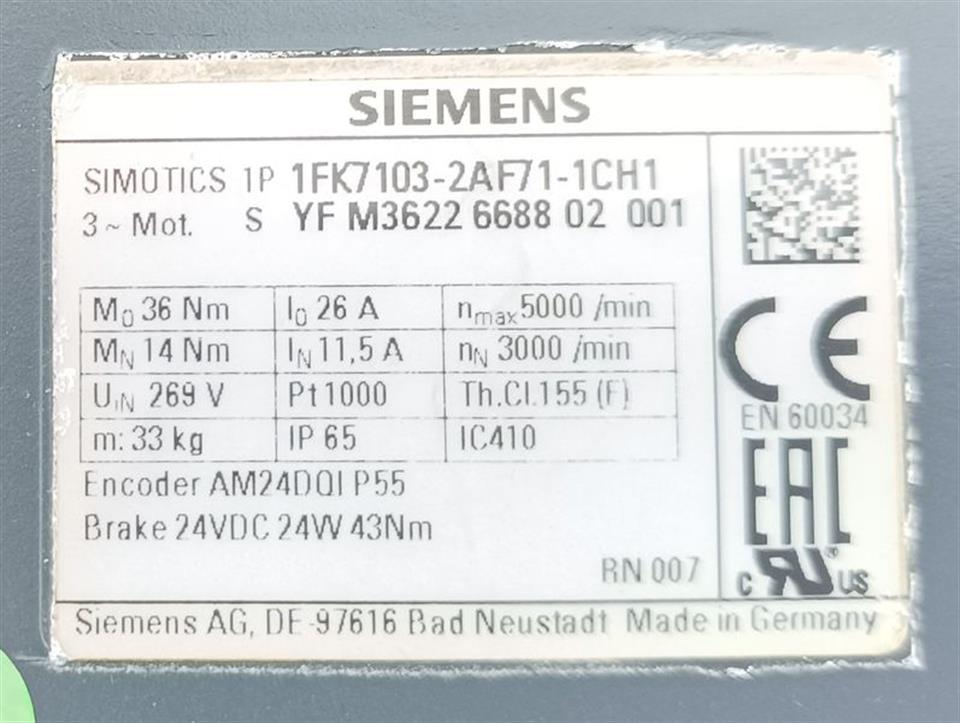 SIEMENS
SIMOTICS 1P 1FK7103-2AF71-1CH1
3~ Mot. S YF M3622 6688 02 001
M0 36 Nm I0 26 A nmax 5000 /min
MN 14 Nm IN 11,5 A nN 3000 /min
UIN 269 V Pt1000 Th.Cl.155 (F)
m: 33 kg IP 65 IC410
Encoder AM24DQI P55
Brake 24VDC 24W 43Nm
RN 007
CE
EN 60034
EAC
c RU® US
Siemens AG, DE-97616 Bad Neustadt Made in Germany